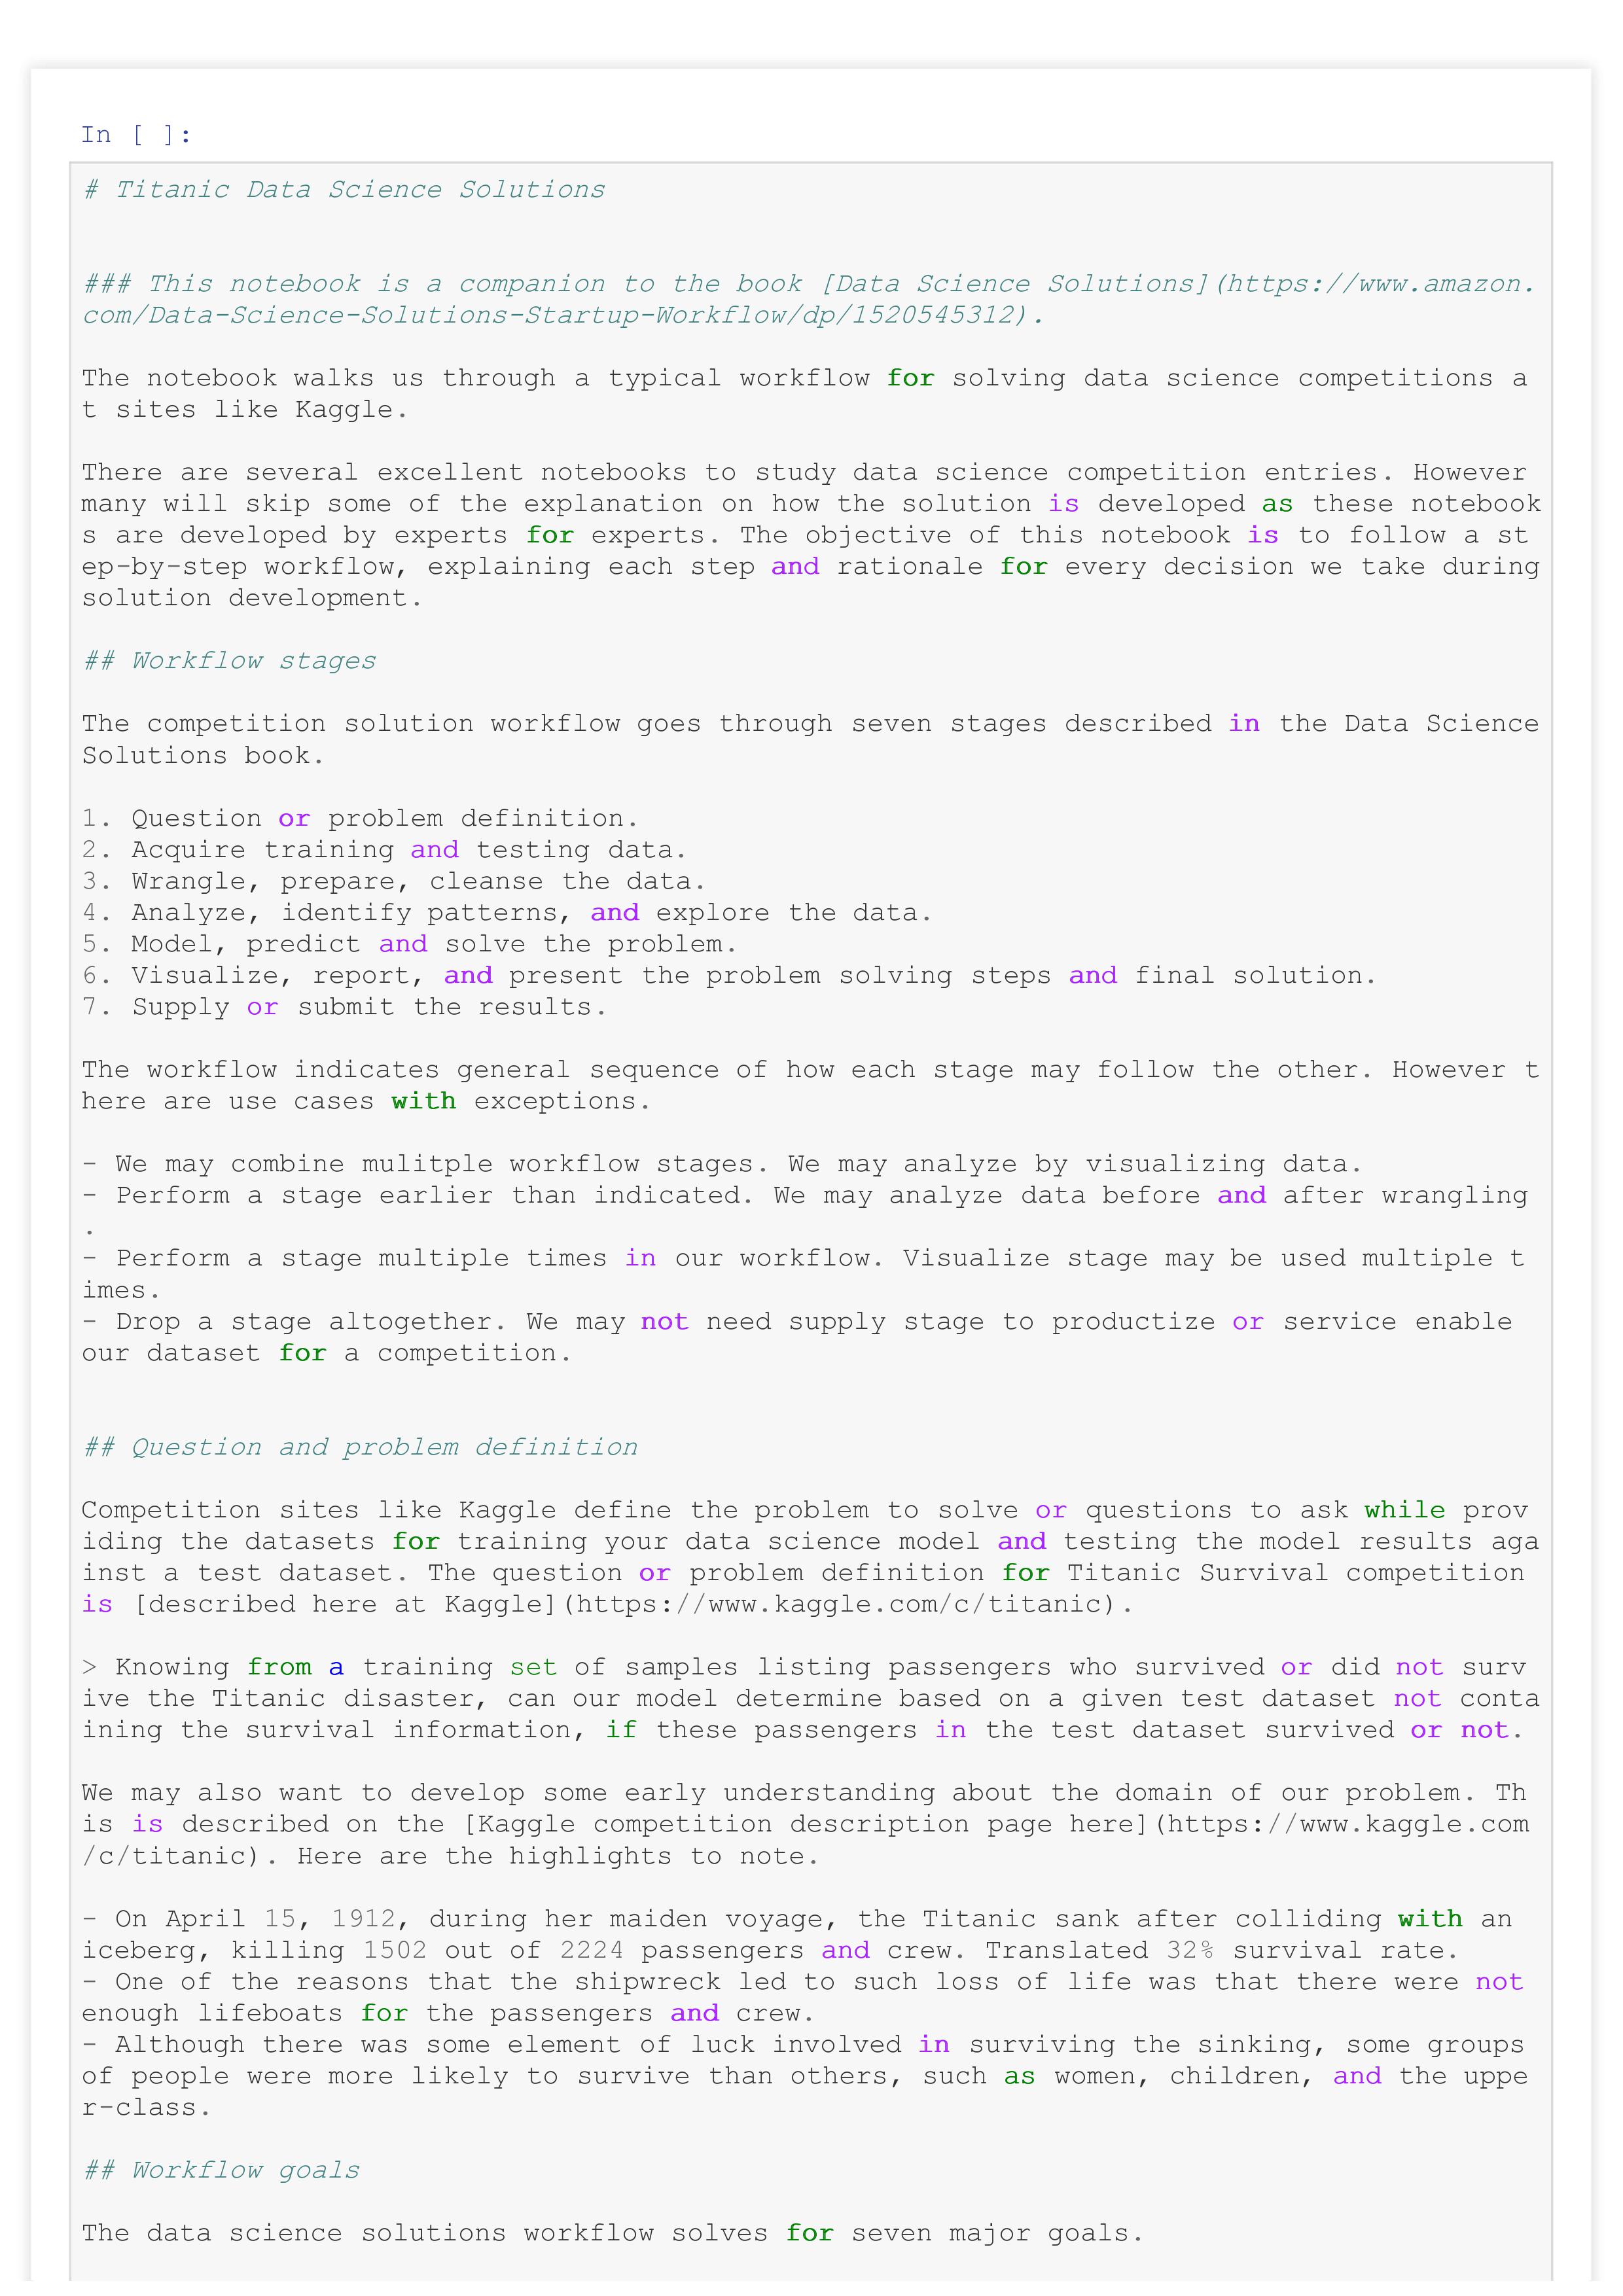 In [ ]:
# Titanic Data Science Solutions
### This notebook is a companion to the book [Data Science Solutions](https://www.amazon.
com/Data-Science-Solutions-Startup-Workflow/dp/1520545312).
The notebook walks us through a typical workflow for solving data science competitions a
t sites like Kaggle.
There are several excellent notebooks to study data science competition entries. However
many will skip some of the explanation on how the solution is developed as these notebook
s are developed by experts for experts. The objective of this notebook is to follow a st
ep-by-step workflow, explaining each step and rationale for every decision we take during
solution development.
## Workflow stages
The competition solution workflow goes through seven stages described in the Data Science
Solutions book.
1. Question or problem definition.
2. Acquire training and testing data.
3. Wrangle, prepare, cleanse the data.
4. Analyze, identify patterns, and explore the data.
5. Model, predict and solve the problem.
6. Visualize, report, and present the problem solving steps and final solution.
7. Supply or submit the results.
The workflow indicates general sequence of how each stage may follow the other. However t
here are use cases with exceptions.
- We may combine mulitple workflow stages. We may analyze by visualizing data.
- Perform a stage earlier than indicated. We may analyze data before and after wrangling
.
- Perform a stage multiple times in our workflow. Visualize stage may be used multiple t
imes.
- Drop a stage altogether. We may not need supply stage to productize or service enable
our dataset for a competition.
## Question and problem definition
Competition sites like Kaggle define the problem to solve or questions to ask while prov
iding the datasets for training your data science model and testing the model results aga
inst a test dataset. The question or problem definition for Titanic Survival competition
is [described here at Kaggle](https://www.kaggle.com/c/titanic).
> Knowing from a training set of samples listing passengers who survived or did not surv
ive the Titanic disaster, can our model determine based on a given test dataset not conta
ining the survival information, if these passengers in the test dataset survived or not.
We may also want to develop some early understanding about the domain of our problem. Th
is is described on the [Kaggle competition description page here](https://www.kaggle.com
/c/titanic). Here are the highlights to note.
- On April 15, 1912, during her maiden voyage, the Titanic sank after colliding with an
iceberg, killing 1502 out of 2224 passengers and crew. Translated 32% survival rate.
- One of the reasons that the shipwreck led to such loss of life was that there were not
enough lifeboats for the passengers and crew.
- Although there was some element of luck involved in surviving the sinking, some groups
of people were more likely to survive than others, such as women, children, and the uppe
r-class.
## Workflow goals
The data science solutions workflow solves for seven major goals.